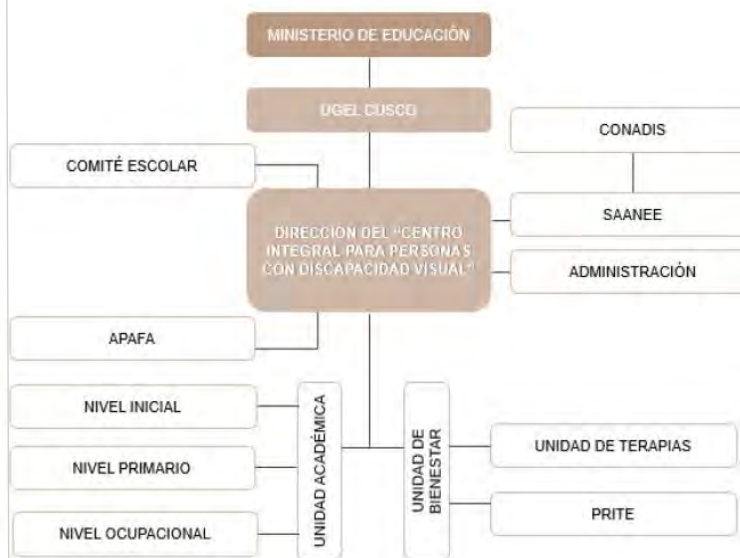 MINISTERIO DE EDUCACIÓN
UGEL CUSCO
CONADIS
COMITÉ ESCOLAR
SAANEE
DIRECCIÓN DEL "CENTRO
INTEGRAL PARA PERSONAS
CON DISCAPACIDAD VISUAL"
ADMINISTRACIÓN
APAFA
NIVEL INICIAL
NIVEL PRIMARIO
NIVEL OCUPACIONAL
UNIDAD ACADÉMICA
UNIDAD DE
BIENESTAR
UNIDAD DE TERAPIAS
PRITE